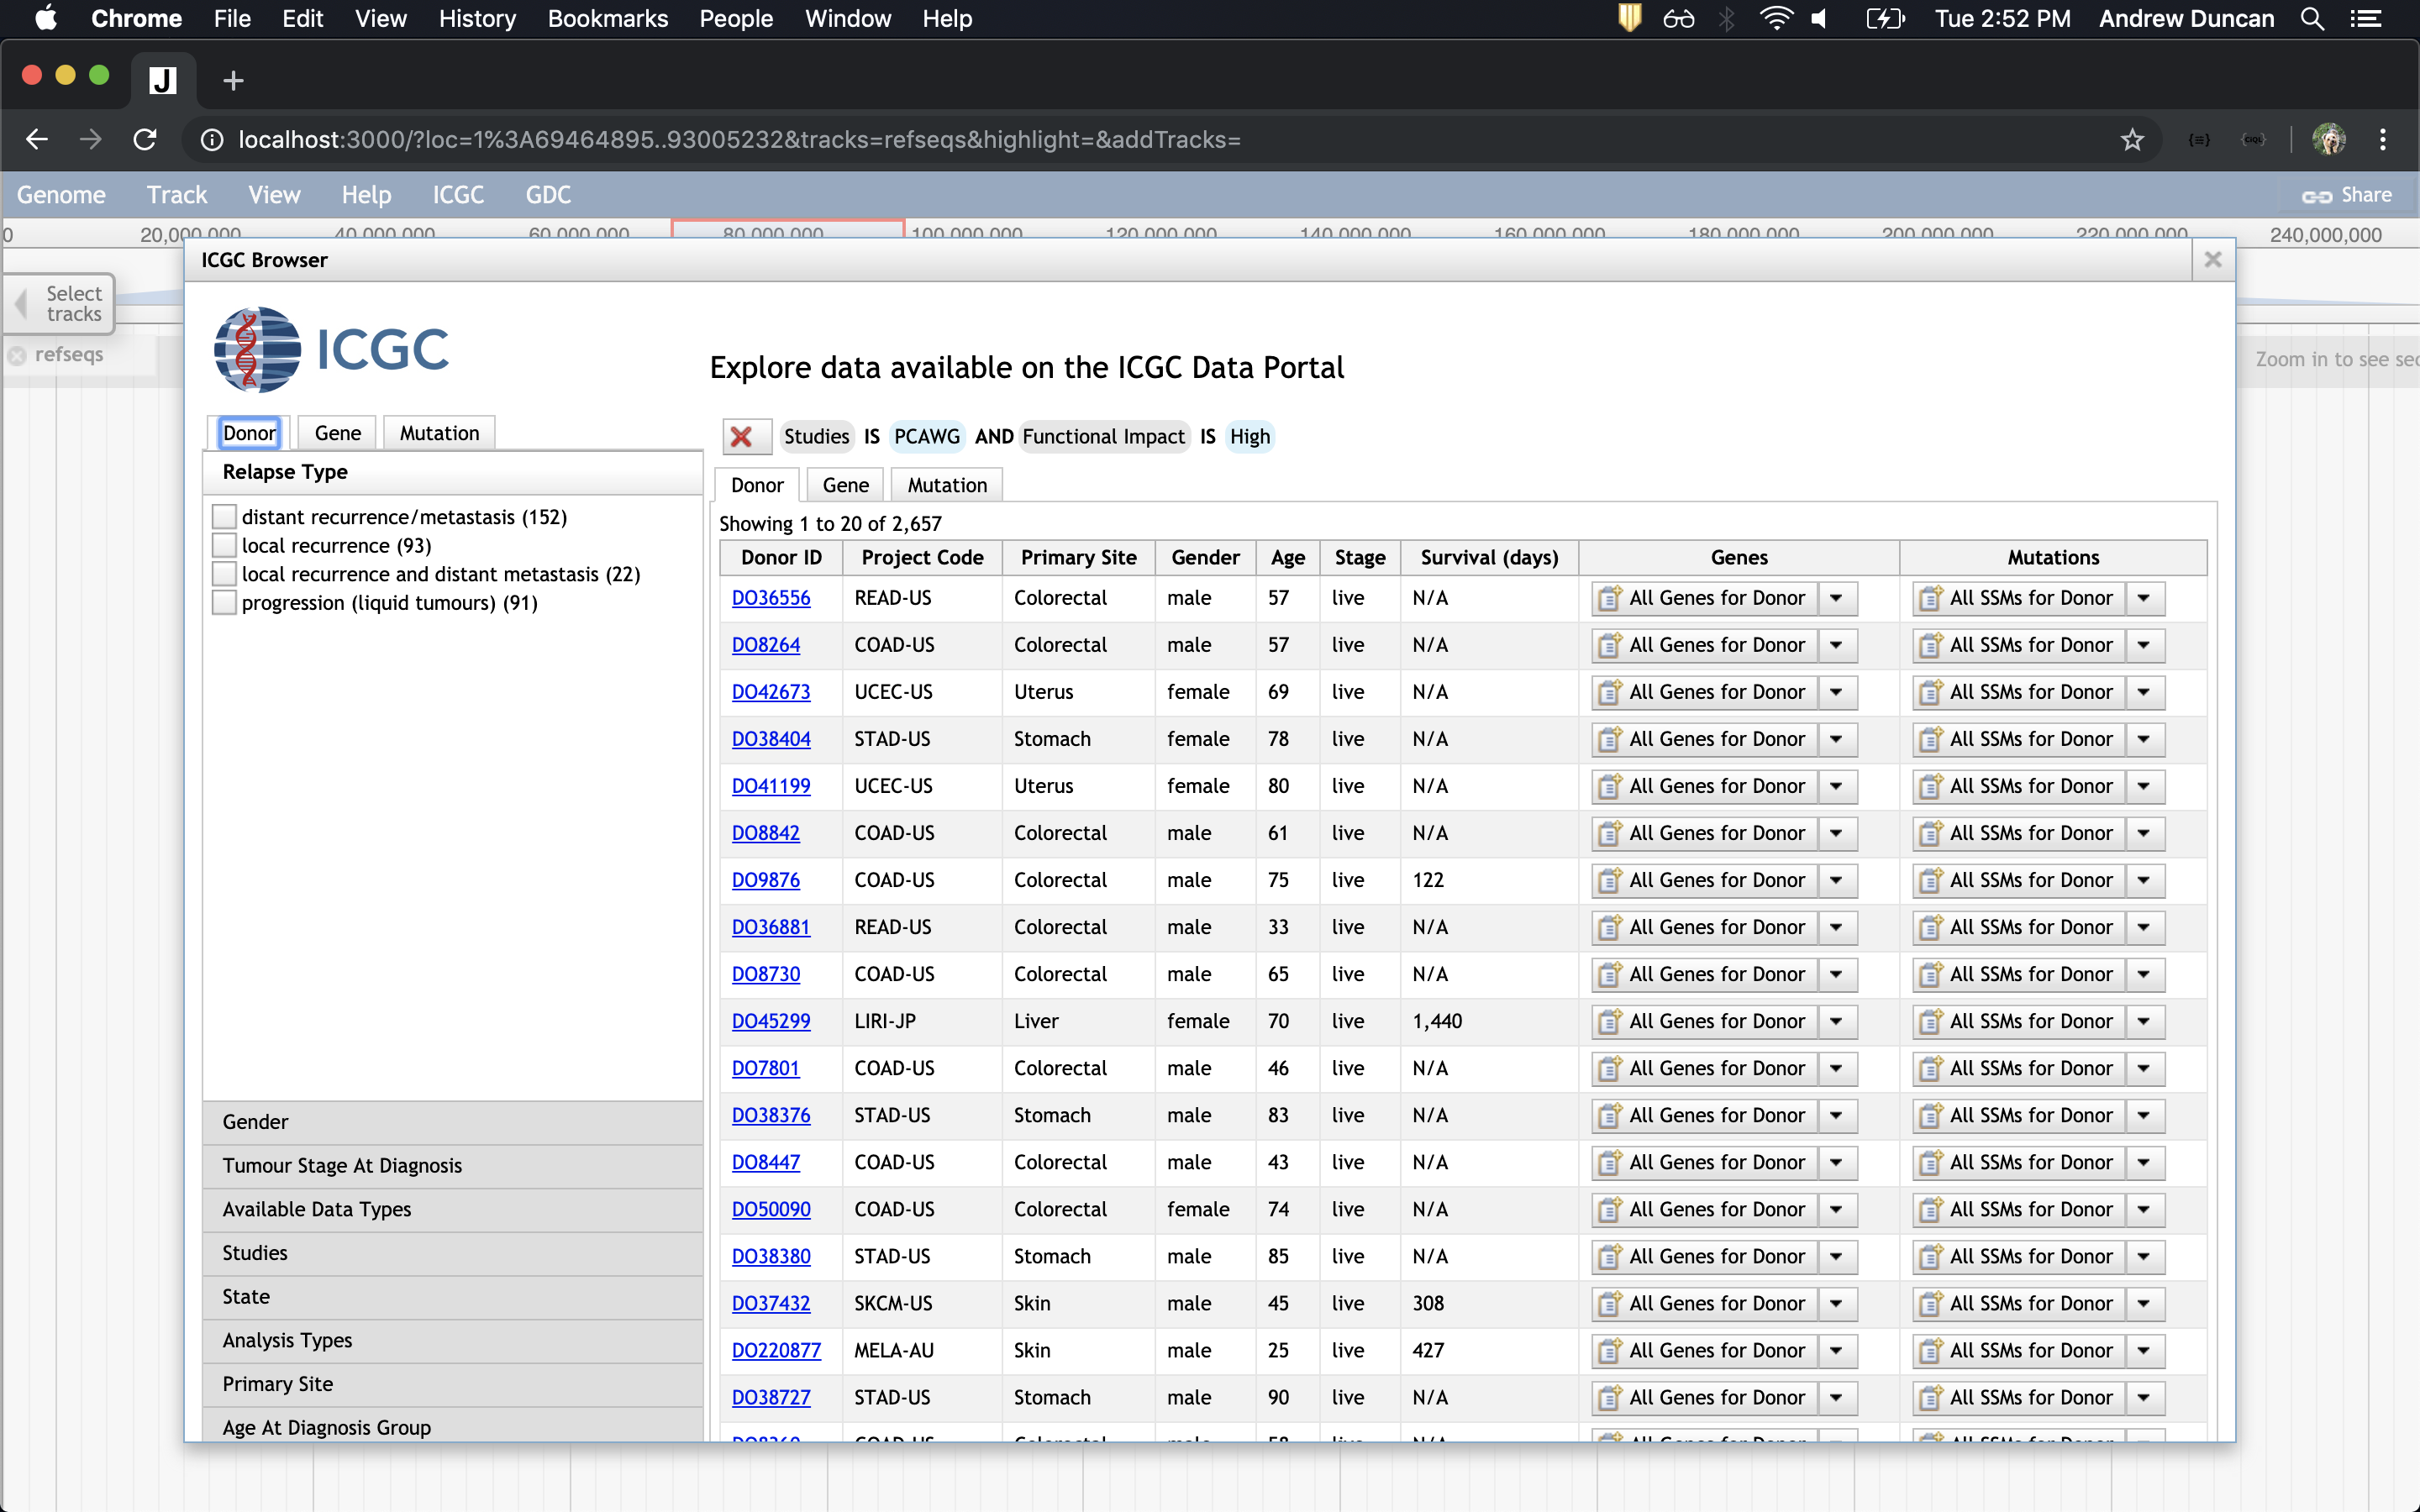 Chrome File Edit View History Bookmarks People Window Help Tue 2:52 PM Andrew Duncan
J +
localhost:3000/?loc=1%3A69464895..93005232&tracks=refseqs&highlight=&addTracks=
Genome Track View Help ICGC GDC Share
0 20,000,000 40,000,000 60,000,000 80,000,000 100,000,000 120,000,000 140,000,000 160,000,000 180,000,000 200,000,000 220,000,000 240,000,000
ICGC Browser
Select
tracks
refseqs
Zoom in to see
ICGC
Explore data available on the ICGC Data Portal
Donor Gene Mutation
Relapse Type
distant recurrence/metastasis (152)
local recurrence (93)
local recurrence and distant metastasis (22)
progression (liquid tumours) (91)
Gender
Tumour Stage At Diagnosis
Available Data Types
Studies
State
Analysis Types
Primary Site
Age At Diagnosis Group
Studies IS PCAWG AND Functional Impact IS High
Donor Gene Mutation
Showing 1 to 20 of 2,657
Donor ID Project Code Primary Site Gender Age Stage Survival (days) Genes Mutations
DO36556 READ-US Colorectal male 57 live N/A All Genes for Donor All SSMs for Donor
DO8264 COAD-US Colorectal male 57 live N/A All Genes for Donor All SSMs for Donor
DO42673 UCEC-US Uterus female 69 live N/A All Genes for Donor All SSMs for Donor
DO38404 STAD-US Stomach female 78 live N/A All Genes for Donor All SSMs for Donor
DO41199 UCEC-US Uterus female 80 live N/A All Genes for Donor All SSMs for Donor
DO8842 COAD-US Colorectal male 61 live N/A All Genes for Donor All SSMs for Donor
DO9876 COAD-US Colorectal male 75 live 122 All Genes for Donor All SSMs for Donor
DO36881 READ-US Colorectal male 33 live N/A All Genes for Donor All SSMs for Donor
DO8730 COAD-US Colorectal male 65 live N/A All Genes for Donor All SSMs for Donor
DO45299 LIRI-JP Liver female 70 live 1,440 All Genes for Donor All SSMs for Donor
DO7801 COAD-US Colorectal male 46 live N/A All Genes for Donor All SSMs for Donor
DO38376 STAD-US Stomach male 83 live N/A All Genes for Donor All SSMs for Donor
DO8447 COAD-US Colorectal male 43 live N/A All Genes for Donor All SSMs for Donor
DO50090 COAD-US Colorectal female 74 live N/A All Genes for Donor All SSMs for Donor
DO38380 STAD-US Stomach male 85 live N/A All Genes for Donor All SSMs for Donor
DO37432 SKCM-US Skin male 45 live 308 All Genes for Donor All SSMs for Donor
DO220877 MELA-AU Skin male 25 live 427 All Genes for Donor All SSMs for Donor
DO38727 STAD-US Stomach male 90 live N/A All Genes for Donor All SSMs for Donor